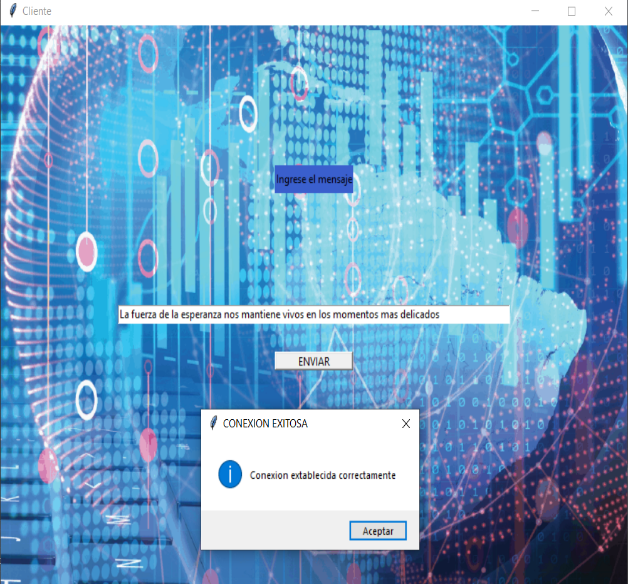 Cliente
Ingrese el mensaje
La fuerza de la esperanza nos mantiene vivos en los momentos mas delicados
ENVIAR
CONEXION EXITOSA
Conexion extablecida correctamente
Aceptar